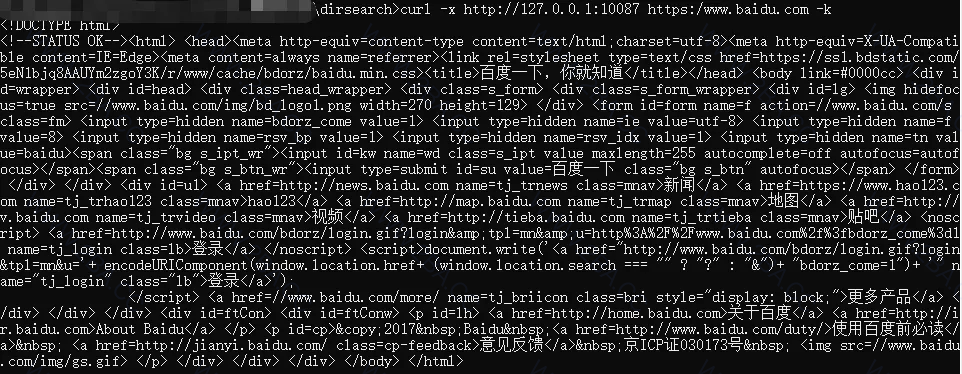 \dirsearch>curl -x http://127.0.0.1:10087 https:/www.baidu.com -k
<!DOCTYPE html>
<!--STATUS OK--><html> <head><meta http-equiv=content-type content=text/html;charset=utf-8><meta http-equiv=X-UA-Compati
ble content=IE=Edge><meta content=always name=referrer><link rel=stylesheet type=text/css href=https://ssl.bdstatic.com/
5eN1bjq8AAUYm2zgoY3K/r/www/cache/bdorz/baidu.min.css><title>百度一下，你就知道</title></head> <body link=#0000cc> <div i
d=wrapper> <div id=head> <div class=head_wrapper> <div class=s_form> <div class=s_form_wrapper> <div id=lg> <img hidefoc
us=true src=//www.baidu.com/img/bd_logo1.png width=270 height=129> </div> <form id=form name=f action=//www.baidu.com/s
class=fm> <input type=hidden name=bdorz_come value=1> <input type=hidden name=ie value=utf-8> <input type=hidden name=f
value=8> <input type=hidden name=rsv_bp value=1> <input type=hidden name=rsv_idx value=1> <input type=hidden name=tn val
ue=baidu><span class="bg s_ipt_wr"><input id=kw name=wd class=s_ipt value maxlength=255 autocomplete=off autofocus=autof
ocus></span><span class="bg s_btn_wr"><input type=submit id=su value=百度一下 class="bg s_btn" autofocus></span> </form>
</div> </div> <div id=u1> <a href=http://news.baidu.com name=tj_trnews class=mnav>新闻</a> <a href=https://www.hao123.c
om name=tj_trhao123 class=mnav>hao123</a> <a href=http://map.baidu.com name=tj_trmap class=mnav>地图</a> <a href=http://
v.baidu.com name=tj_trvideo class=mnav>视频</a> <a href=http://tieba.baidu.com name=tj_trtieba class=mnav>贴吧</a> <nosc
ript> <a href=http://www.baidu.com/bdorz/login.gif?login&amp;tpl=mn&amp;u=http%3A%2F%2Fwww.baidu.com%2f%3fbdorz_come%3d1
name=tj_login class=lb>登录</a> </noscript> <script>document.write('<a href="http://www.baidu.com/bdorz/login.gif?login
&tpl=mn&u='+ encodeURIComponent(window.location.href+ (window.location.search === "" ? "?" : "&")+ "bdorz_come=1")+ '" n
ame="tj_login" class="lb">登录</a>');
</script> <a href=//www.baidu.com/more/ name=tj_briicon class=bri style="display: block;">更多产品</a> <
/div> </div> </div> <div id=ftCon> <div id=ftConw> <p id=lh> <a href=http://home.baidu.com>关于百度</a> <a href=http://i
r.baidu.com>About Baidu</a> </p> <p id=cp>&copy;2017&nbsp;Baidu&nbsp;<a href=http://www.baidu.com/duty/>使用百度前必读</
a>&nbsp; <a href=http://jianyi.baidu.com/ class=cp-feedback>意见反馈</a>&nbsp;京ICP证030173号&nbsp; <img src=//www.baidu
.com/img/gs.gif> </p> </div> </div> </div> </body> </html>